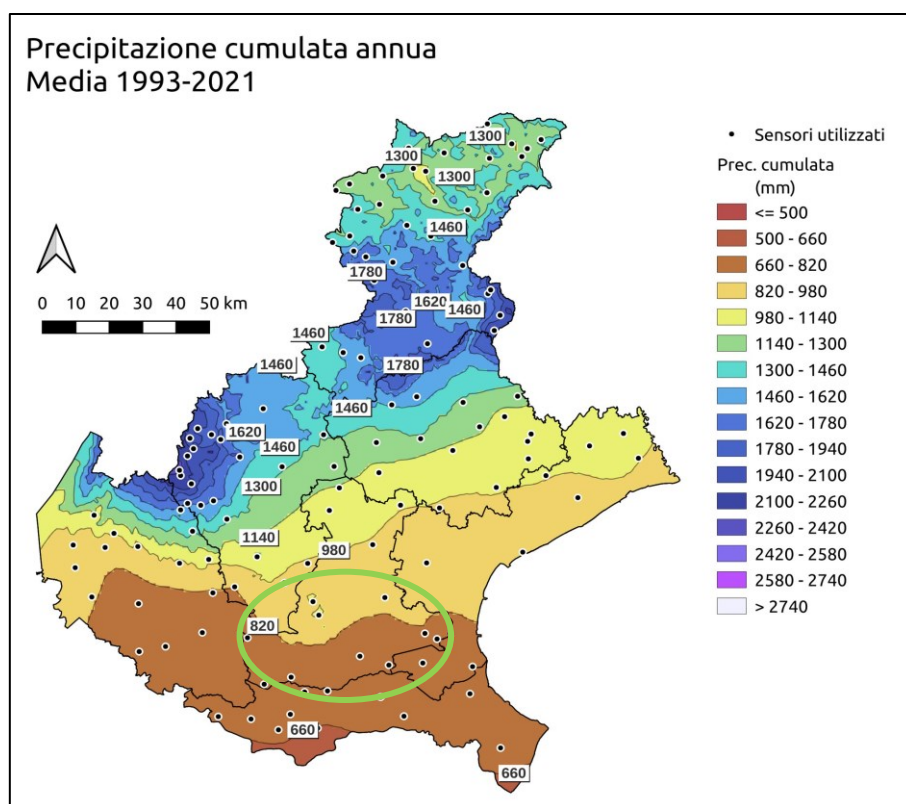 Precipitazione cumulata annua
Media 1993-2021
1300
1300
1300
1460
1780
1620
1460
1780
1460
1780
1460
1460
1620
1460
1300
1140
980
820
660
660
0 10 20 30 40 50 km
Sensori utilizzati
Prec. cumulata
(mm)
<= 500
500 - 660
660 - 820
820 - 980
980 - 1140
1140 - 1300
1300 - 1460
1460 - 1620
1620 - 1780
1780 - 1940
1940 - 2100
2100 - 2260
2260 - 2420
2420 - 2580
2580 - 2740
> 2740